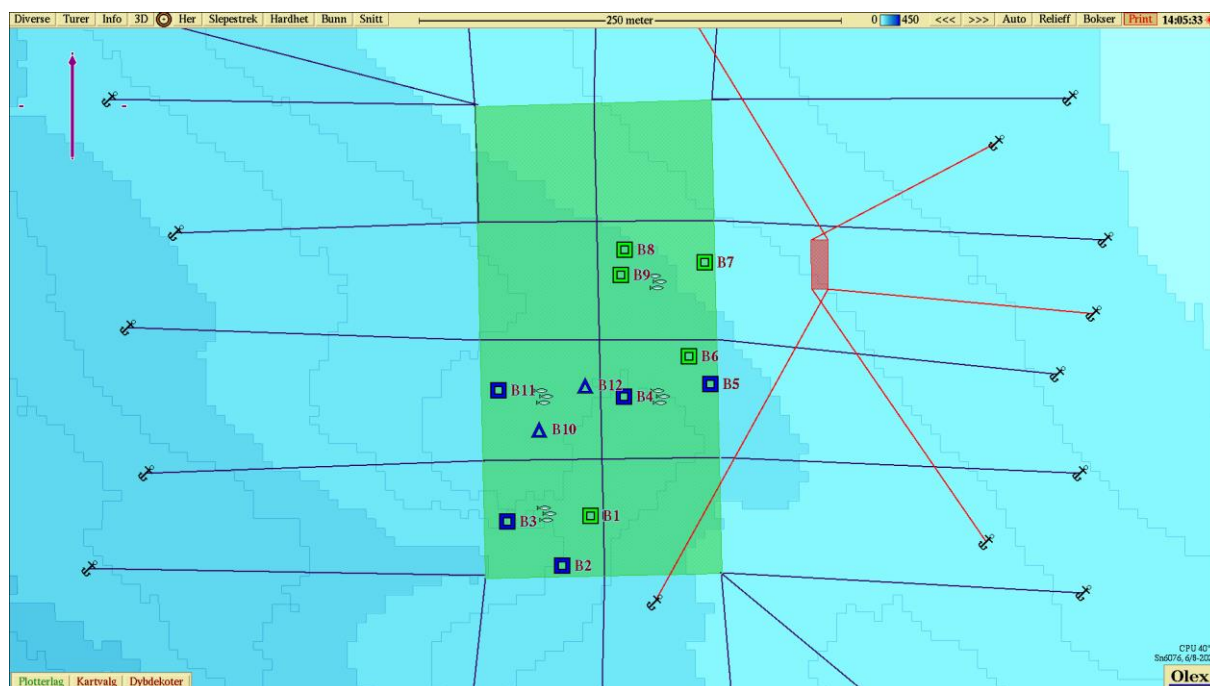 Diverse Turer Info 3D Her Slepestrek Hardhet Bunn Snitt 250 meter 0 450 <<< >>> Auto Relieff Bokser Print 14:05:33
B8
B7
B9
B6
B5
B11
B12
B4
B10
B3
B1
B2
CPU 40°
Plotterlag Kartvalg Dybdekoter
Olex